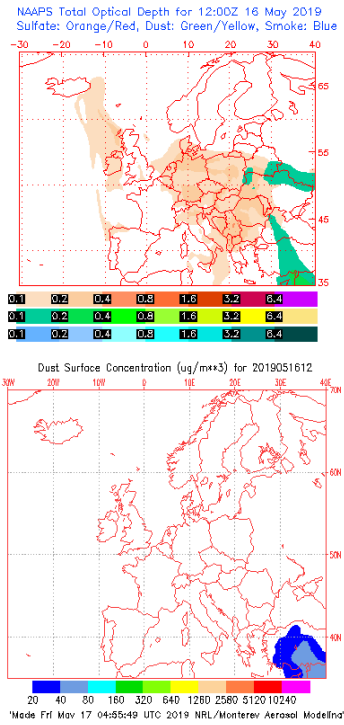 NAAPS Total Optical Depth for 12:00Z 16 May 2019
Sulfate: Orange/Red, Dust: Green/Yellow, Smoke: Blue
-30 -20 -10 0 10 20 30 40
65
55
45
35
0.1 0.2 0.4 0.8 1.6 3.2 6.4
0.1 0.2 0.4 0.8 1.6 3.2 6.4
0.1 0.2 0.4 0.8 1.6 3.2 6.4
Dust Surface Concentration (ug/m**3) for 2019051612
30W 20W 10W 0 10E 20E 30E 40E
70N
60N
50N
40N
20 40 80 160 320 640 1280 2560 5120 10240
'Made Fri May 17 04:55:49 UTC 2019 NRL/Monterey Aerosol Modeling'